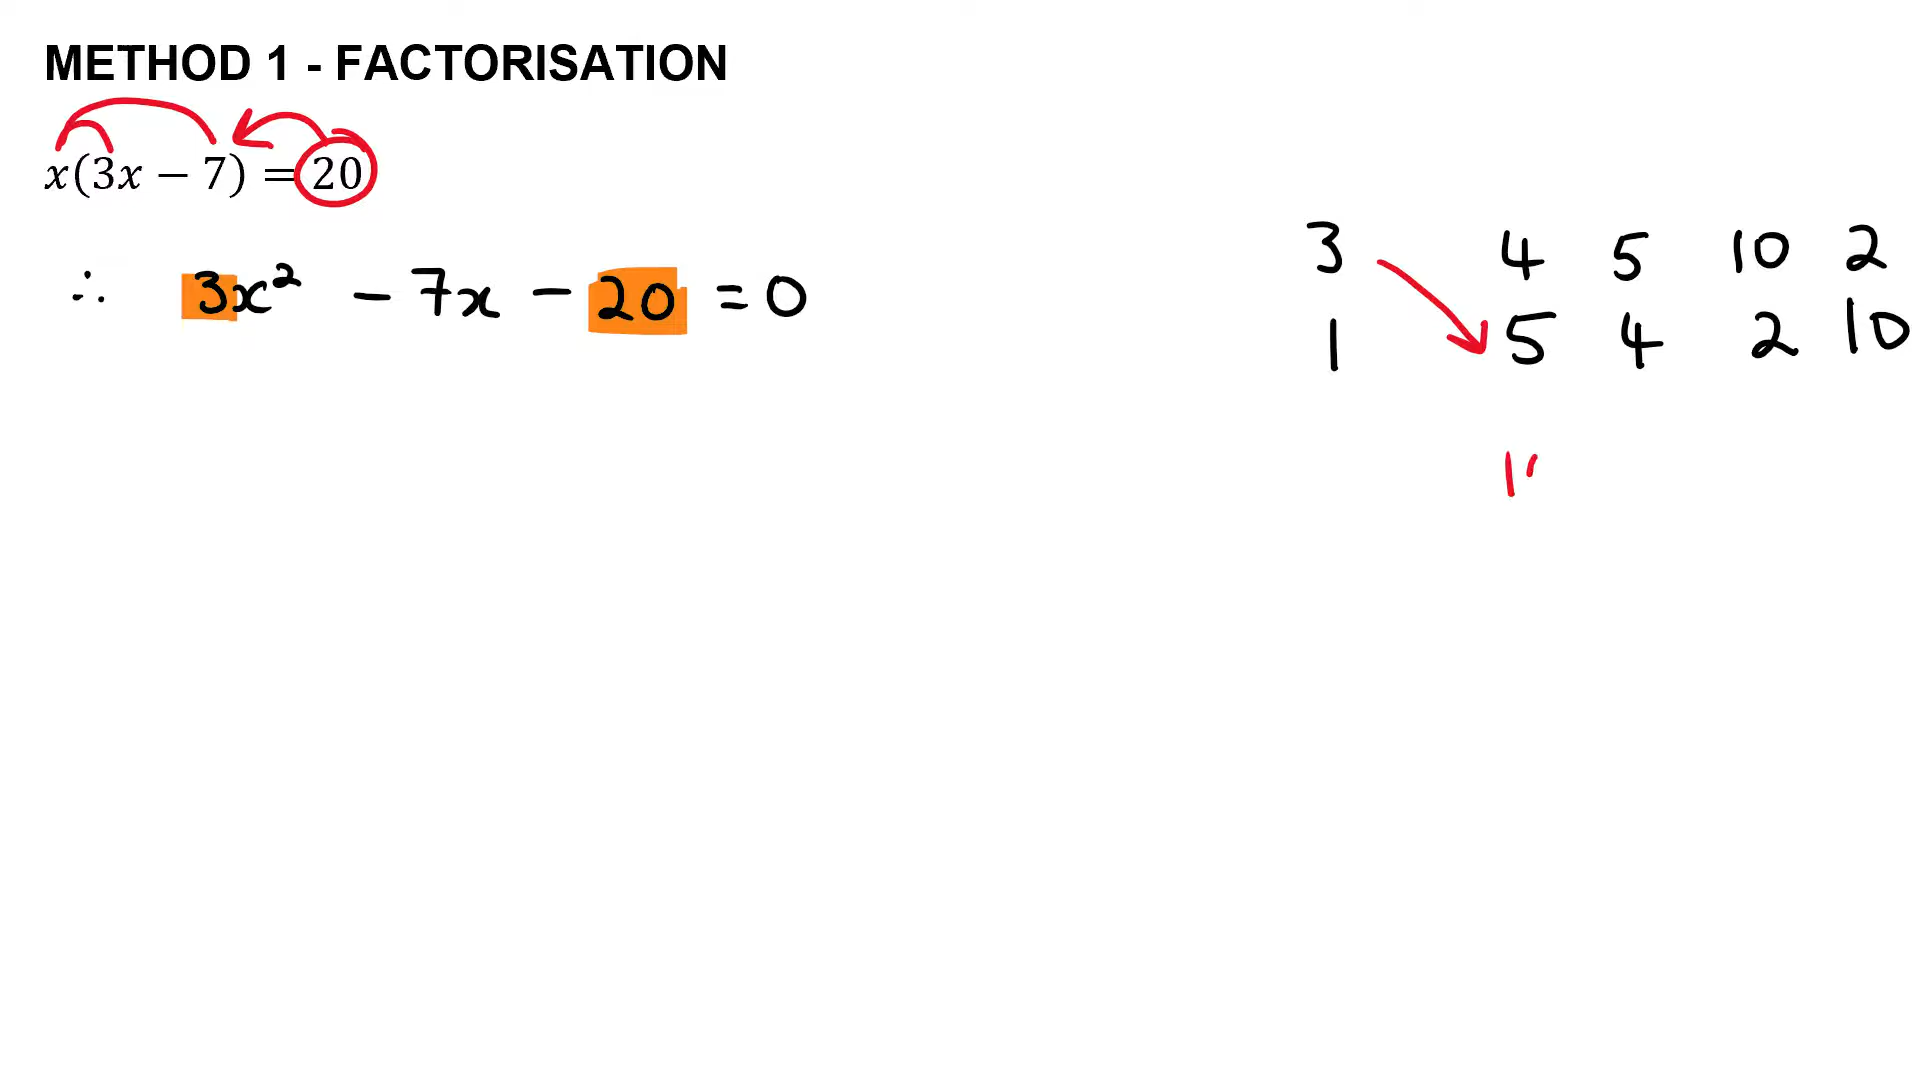 METHOD 1 - FACTORISATION
x(3x − 7) = 20
∴ 3x² − 7x − 20 = 0
3 4 5 10 2
1 5 4 2 10